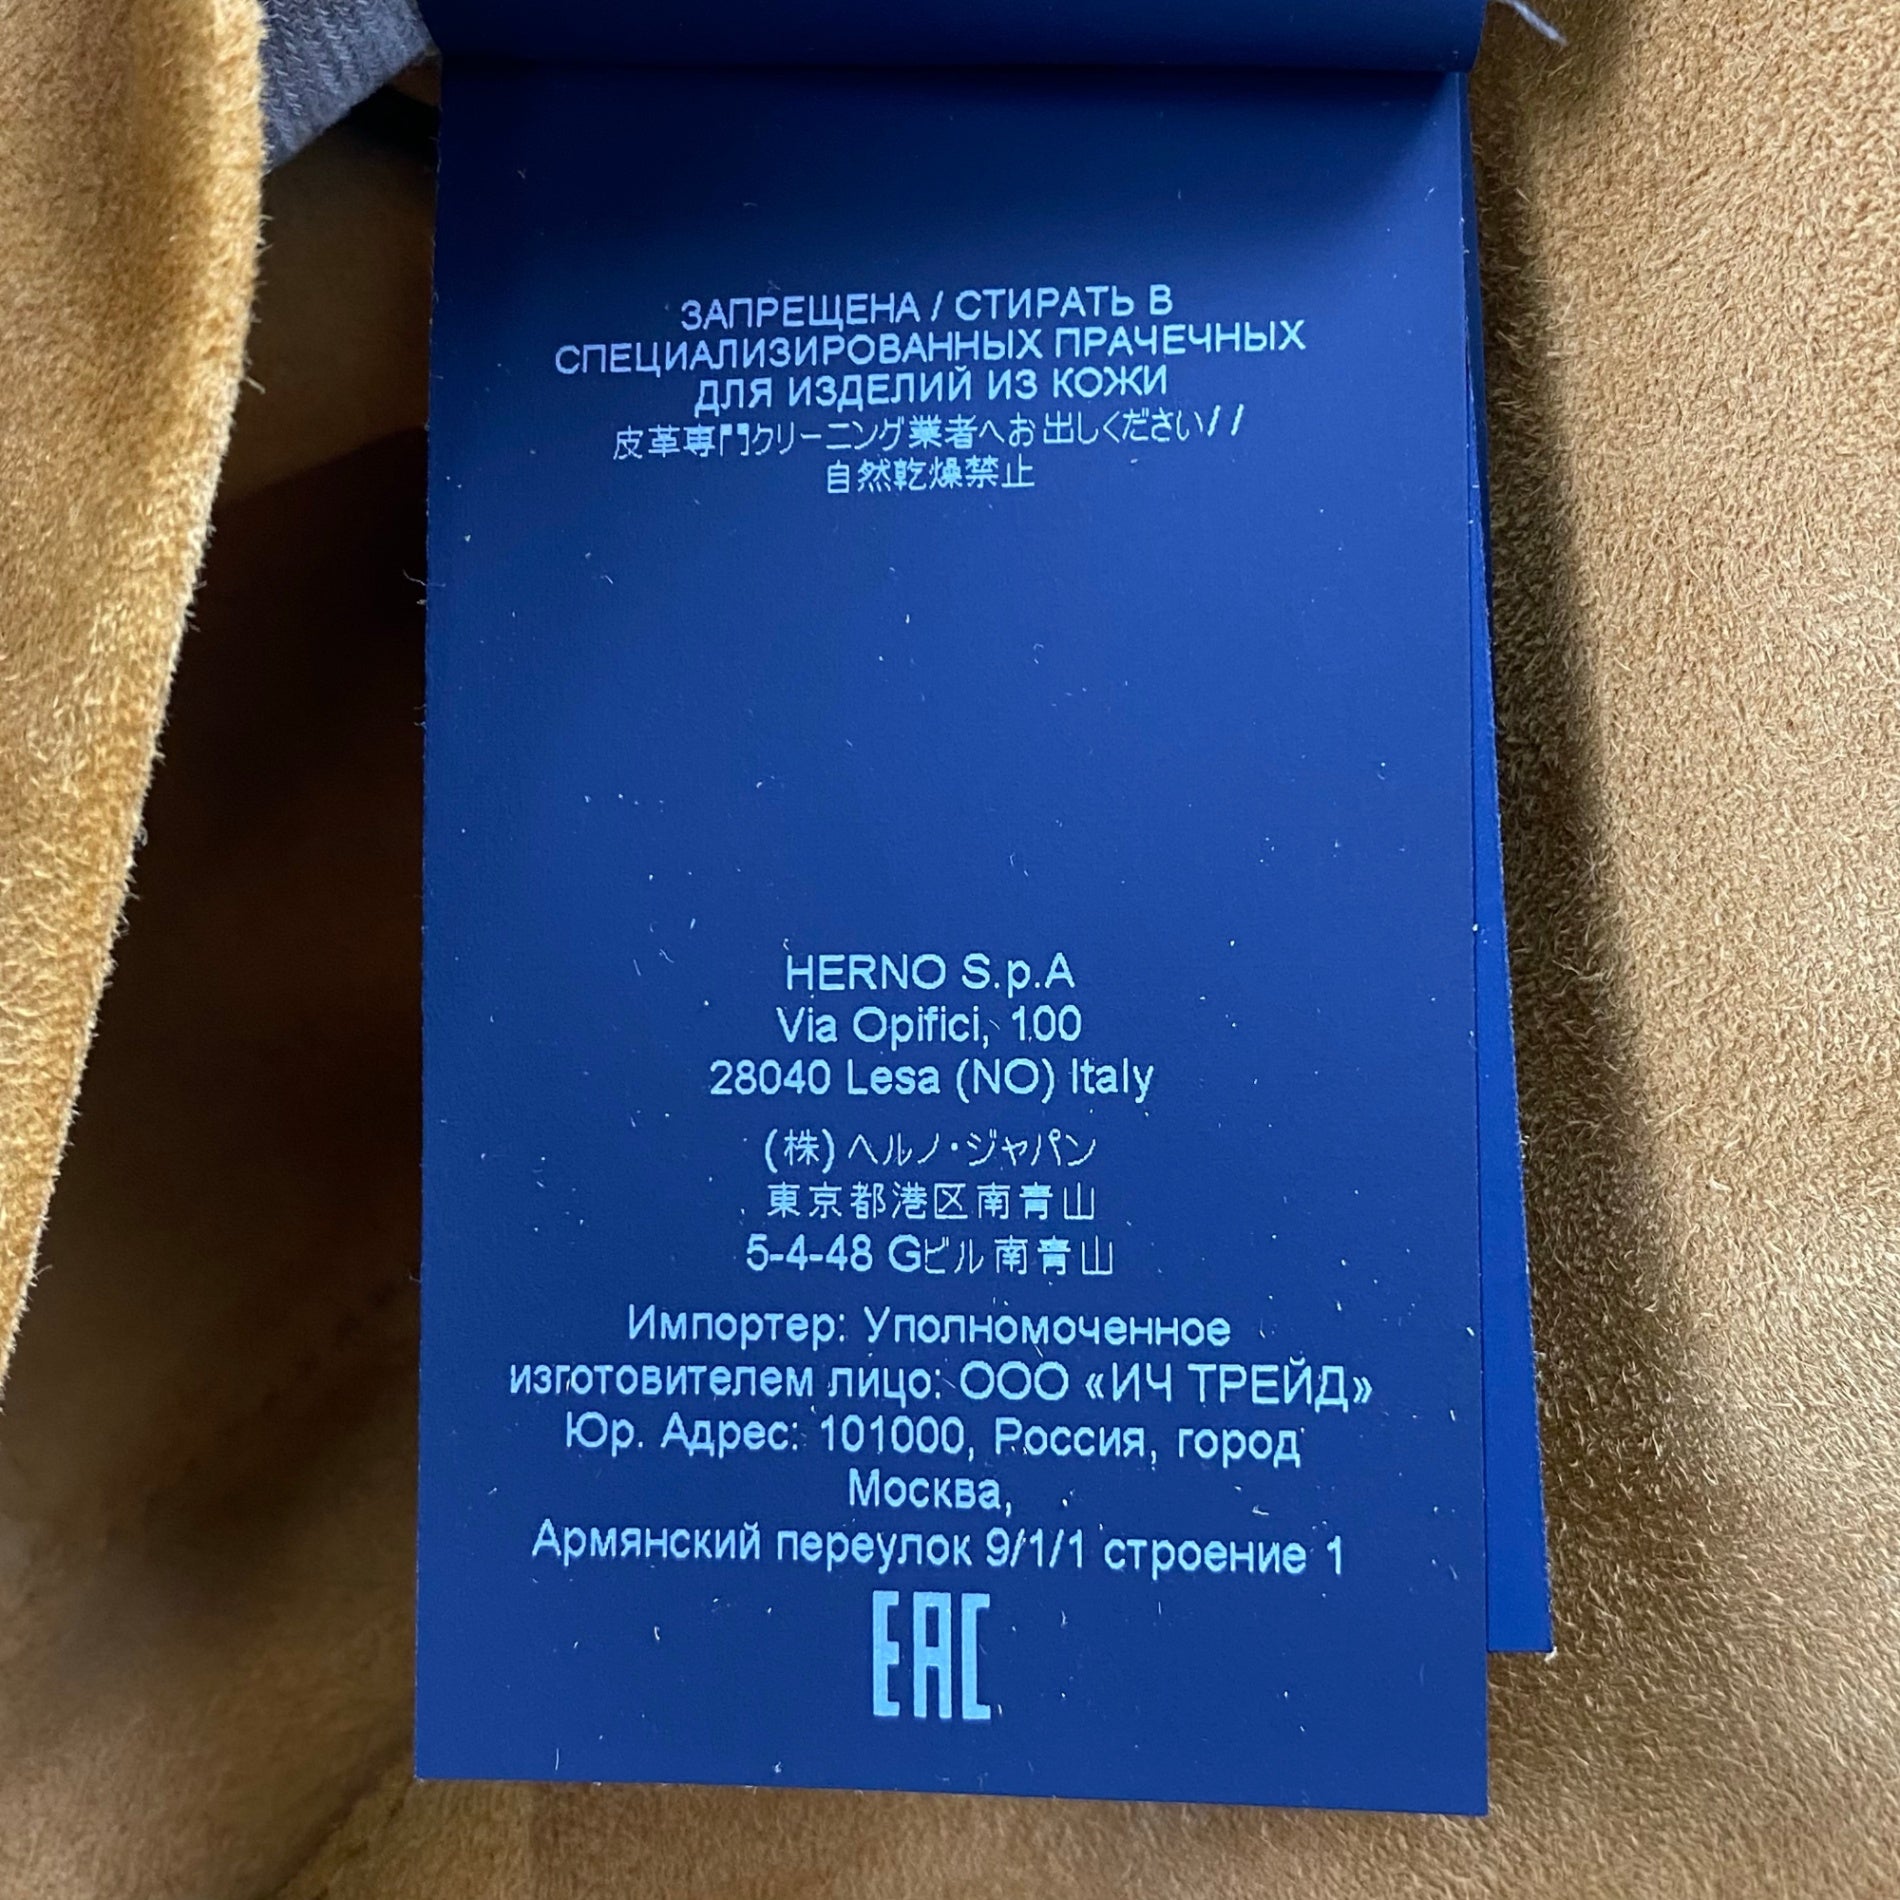 ЗАПРЕЩЕНА / СТИРАТЬ В
СПЕЦИАЛИЗИРОВАННЫХ ПРАЧЕЧНЫХ
ДЛЯ ИЗДЕЛИЙ ИЗ КОЖИ
皮革専門クリーニング業者へお出しください//
自然乾燥禁止
HERNO S.p.A
Via Opifici, 100
28040 Lesa (NO) Italy
(株) ヘルノ・ジャパン
東京都港区南青山
5-4-48 Gビル南青山
Импортер: Уполномоченное
изготовителем лицо: ООО «ИЧ ТРЕЙД»
Юр. Адрес: 101000, Россия, город
Москва,
Армянский переулок 9/1/1 строение 1
EAC